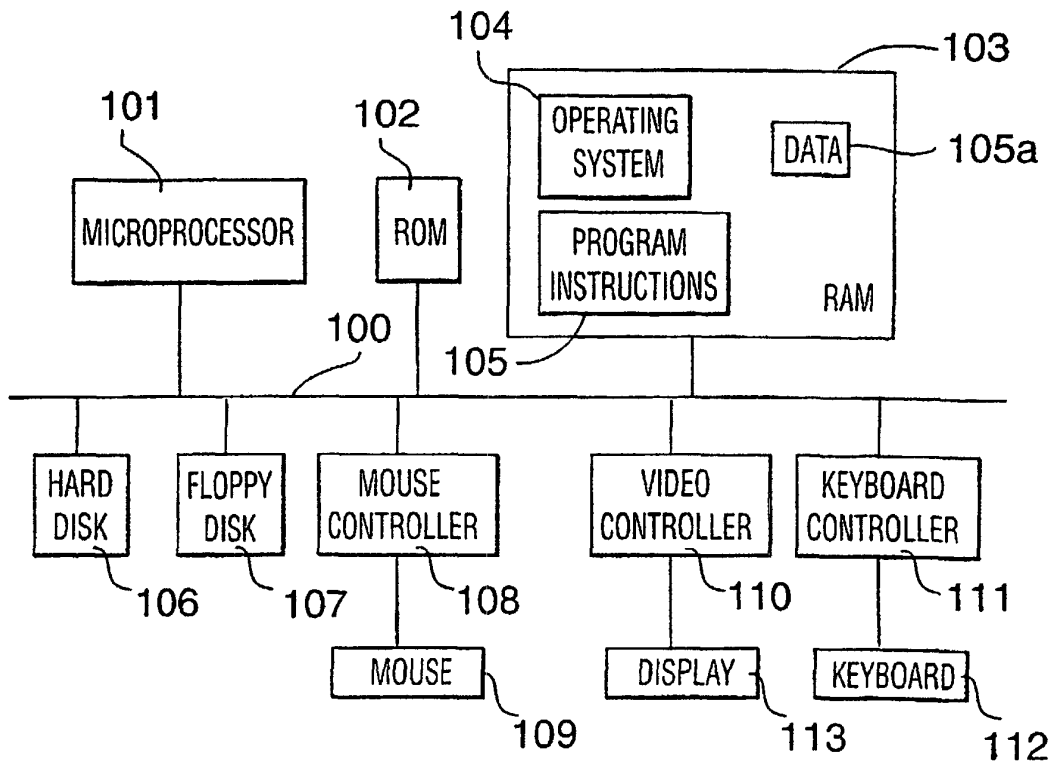 104
103
101
102
OPERATING
SYSTEM
DATA
105a
MICROPROCESSOR
ROM
PROGRAM
INSTRUCTIONS
RAM
100
105
HARD
DISK
FLOPPY
DISK
MOUSE
CONTROLLER
VIDEO
CONTROLLER
KEYBOARD
CONTROLLER
106
107
108
110
111
MOUSE
DISPLAY
KEYBOARD
109
113
112